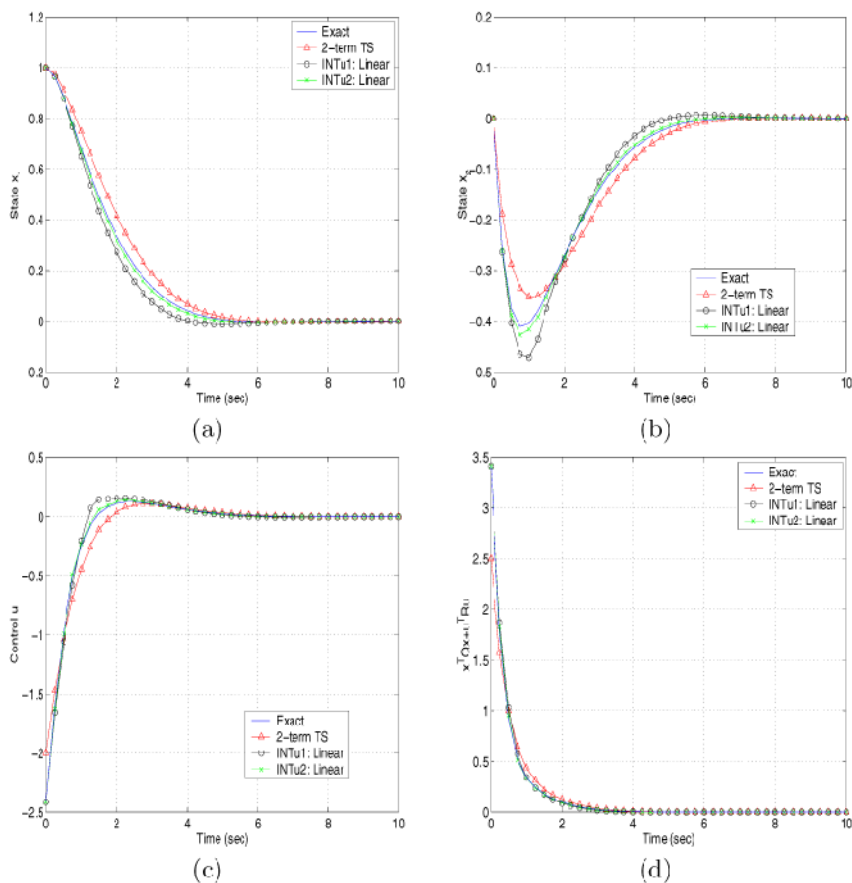 1.2
1
0.8
0.6
0.4
0.2
0
0.2
State x.
0 2 4 6 8 10
Time (sec)
Exact
2-term TS
INTu1: Linear
INTu2: Linear
(a)
0.2
0.1
0
-0.1
-0.2
-0.3
-0.4
0.5
State x
0 2 4 6 8 10
Time (sec)
Exact
2-term TS
INTu1: Linear
INTu2: Linear
(b)
0.5
0
-0.5
-1
-1.5
-2
-2.5
Control u
0 2 4 6 8 10
Time (sec)
Exact
2-term TS
INTu1: Linear
INTu2: Linear
(c)
3.5
3
2.5
2
1.5
1
0.5
0
0 2 4 6 8 10
Time (sec)
Exact
2-term TS
INTu1: Linear
INTu2: Linear
(d)